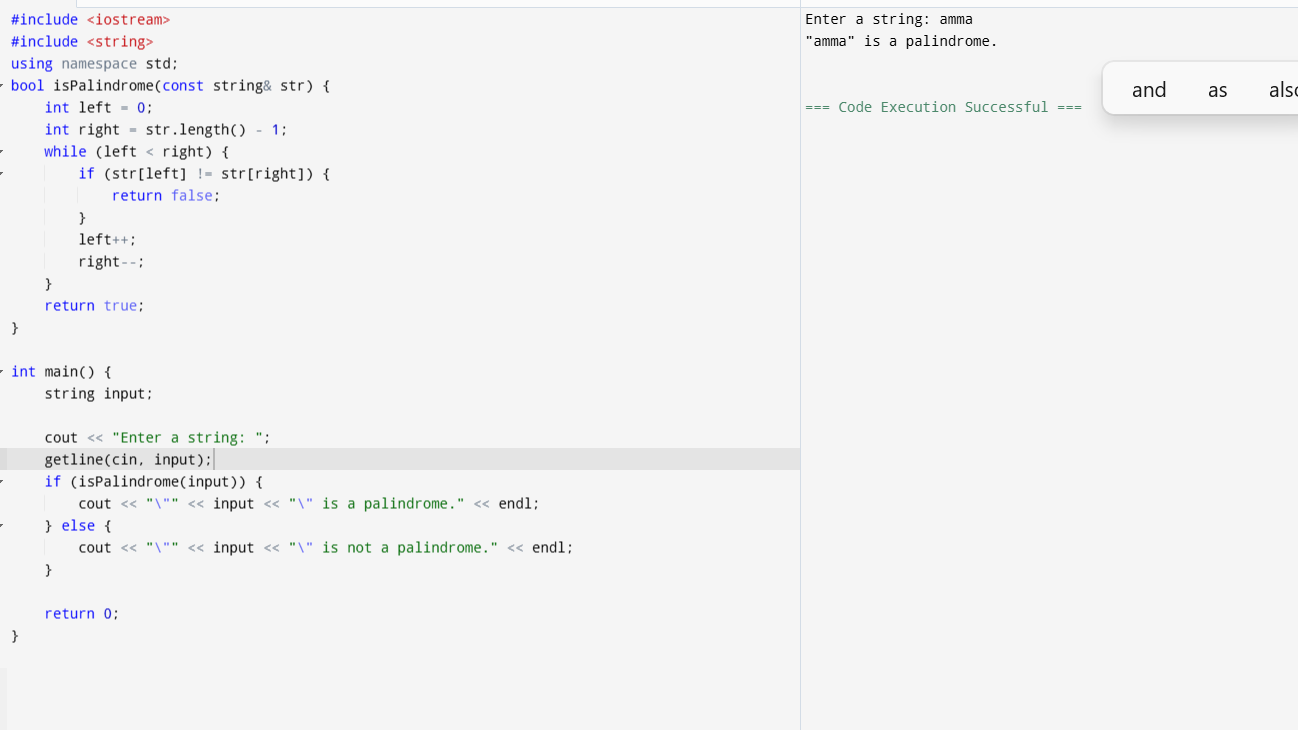 #include <iostream>
#include <string>
using namespace std;
bool isPalindrome(const string& str) {
    int left = 0;
    int right = str.length() - 1;
    while (left < right) {
        if (str[left] != str[right]) {
            return false;
        }
        left++;
        right--;
    }
    return true;
}

int main() {
    string input;

    cout << "Enter a string: ";
    getline(cin, input);
    if (isPalindrome(input)) {
        cout << "\"" << input << "\" is a palindrome." << endl;
    } else {
        cout << "\"" << input << "\" is not a palindrome." << endl;
    }

    return 0;
}
Enter a string: amma
"amma" is a palindrome.
=== Code Execution Successful ===
and as